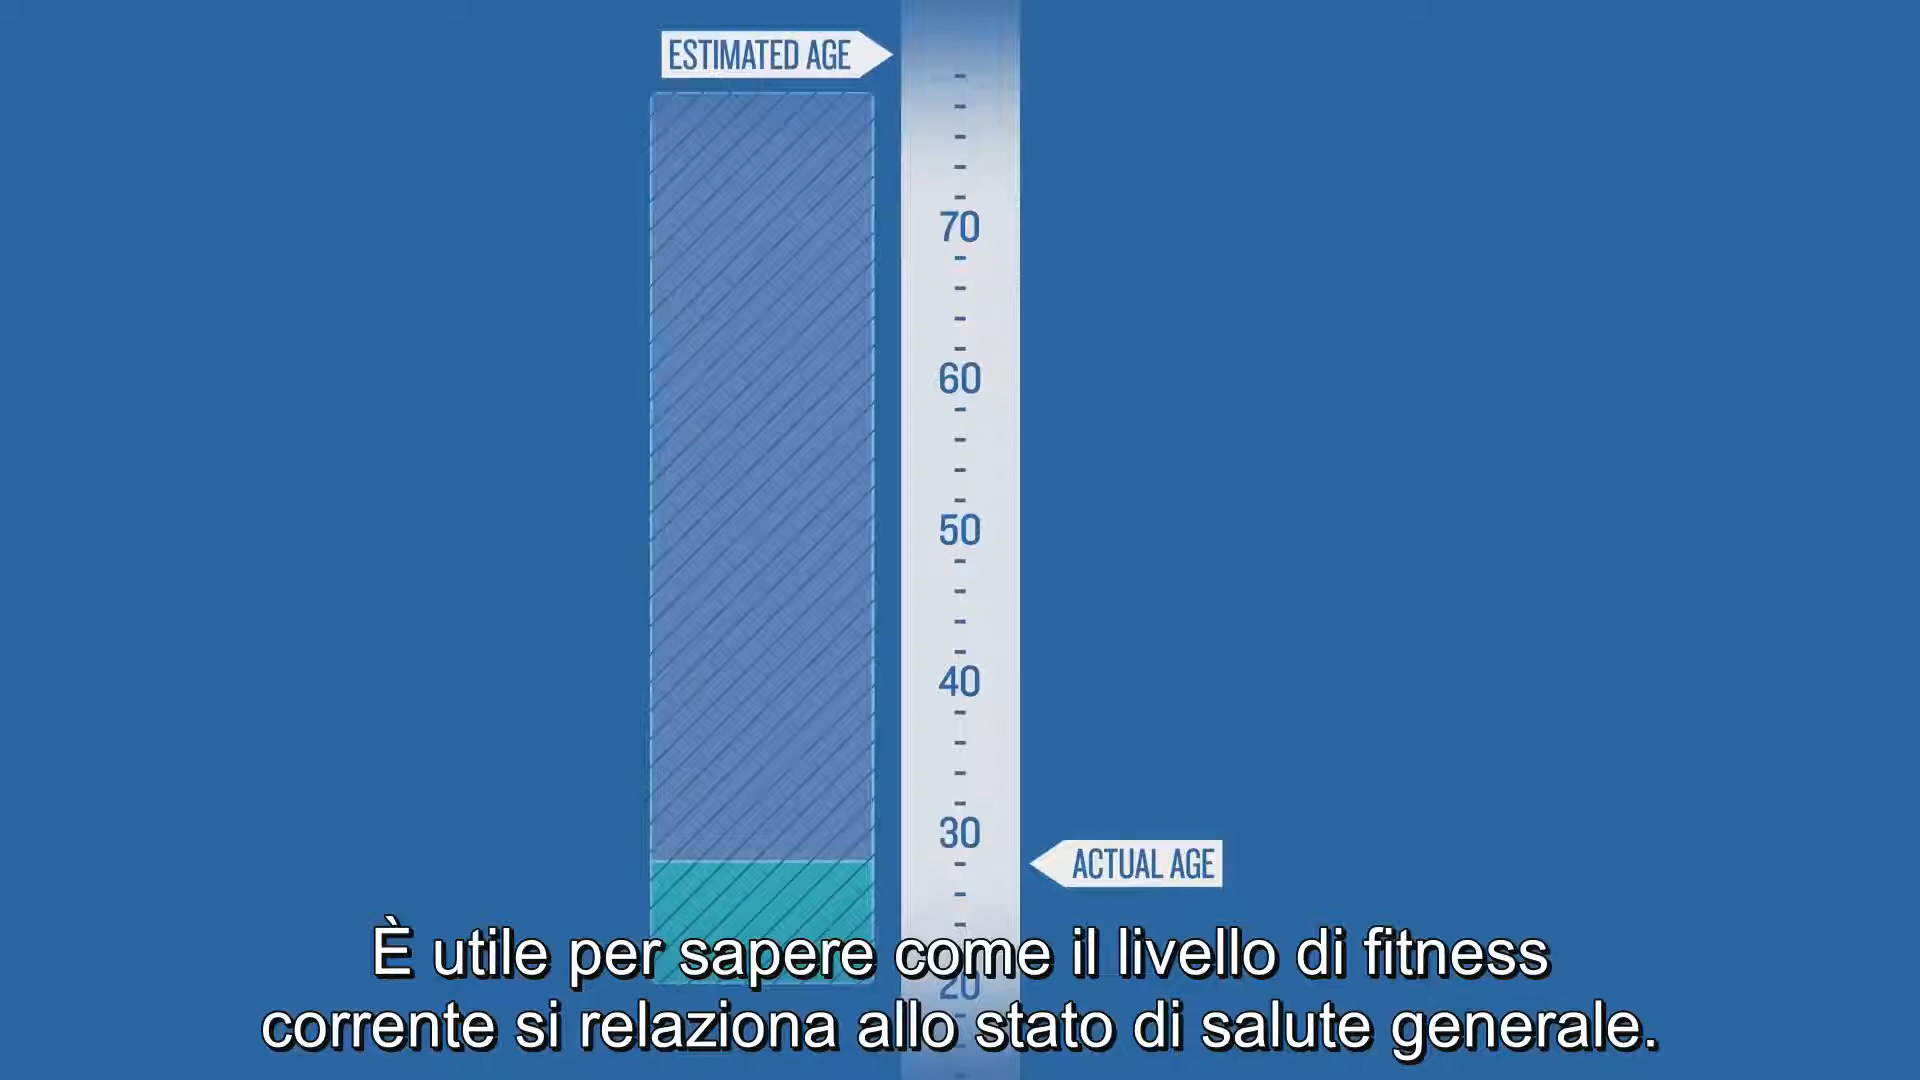 ESTIMATED AGE
70
60
50
40
30
ACTUAL AGE
20
È utile per sapere come il livello di fitness
corrente si relaziona allo stato di salute generale.